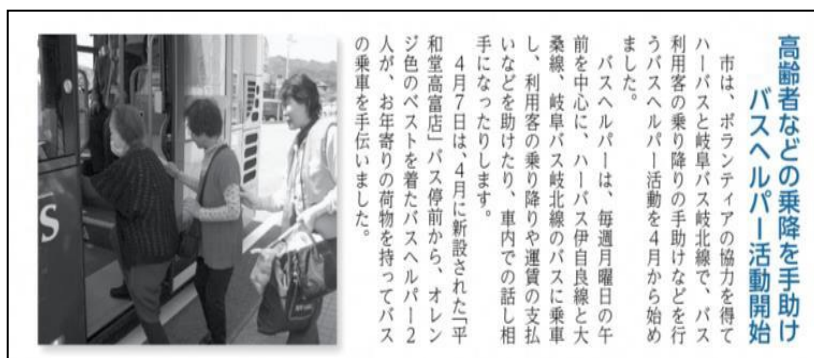 高齢者などの乗降を手助け
バスヘルパー活動開始
市は、ボランティアの協力を得て
ハーバスと岐阜バス岐北線で、バス
利用客の乗り降りの手助けなどを行
うバスヘルパー活動を4月から始め
ました。
バスヘルパーは、毎週月曜日の午
前を中心に、ハーバス伊自良線と大
桑線、岐阜バス岐北線のバスに乗車
し、利用客の乗り降りや運賃の支払
いなどを助けたり、車内での話し相
手になったりします。
4月7日は、4月に新設された「平
和堂高富店」バス停前から、オレン
ジ色のベストを着たバスヘルパー2
人が、お年寄りの荷物を持ってバス
の乗車を手伝いました。
S